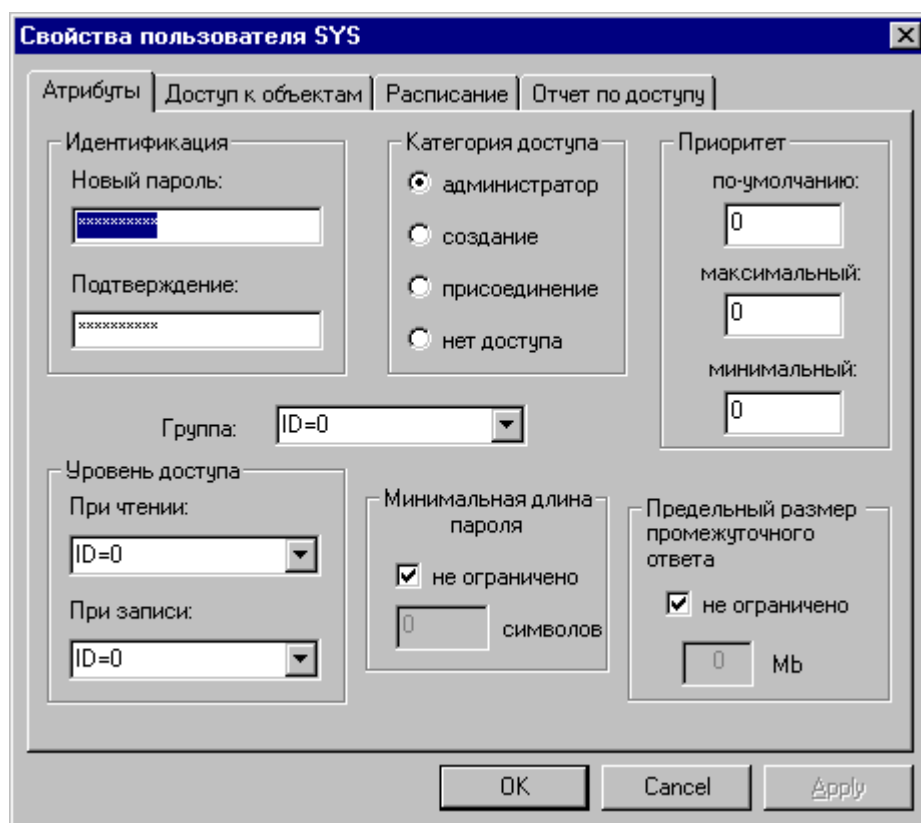 Свойства пользователя SYS
Атрибуты
Доступ к объектам
Расписание
Отчет по доступу
Идентификация
Новый пароль:
**********
Подтверждение:
**********
Категория доступа
администратор
создание
присоединение
нет доступа
Приоритет
по-умолчанию:
0
максимальный:
0
минимальный:
0
Группа:
ID=0
Уровень доступа
При чтении:
ID=0
При записи:
ID=0
Минимальная длина
пароля
не ограничено
0
символов
Предельный размер
промежуточного
ответа
не ограничено
0
Mb
OK
Cancel
Apply